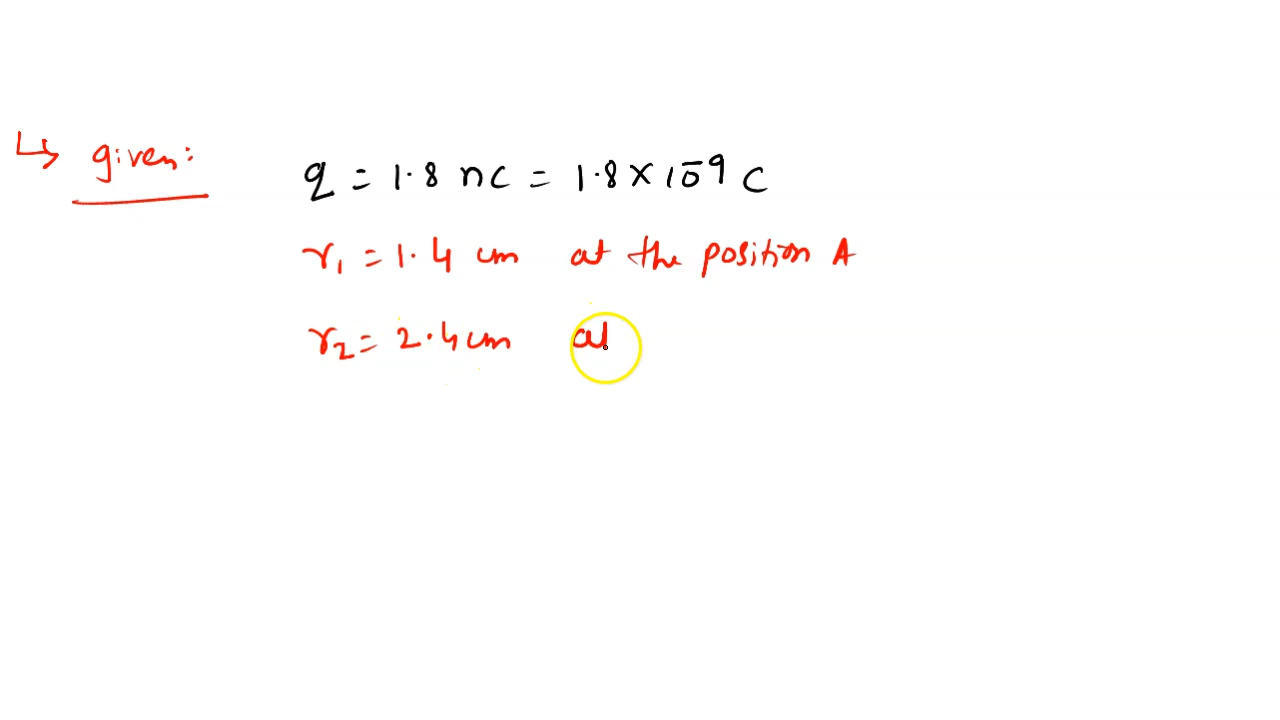 ↳ given:
q = 1.8 nc = 1.8 × 10⁻⁹ C
r₁ = 1.4 cm at the position A
r₂ = 2.4 cm at